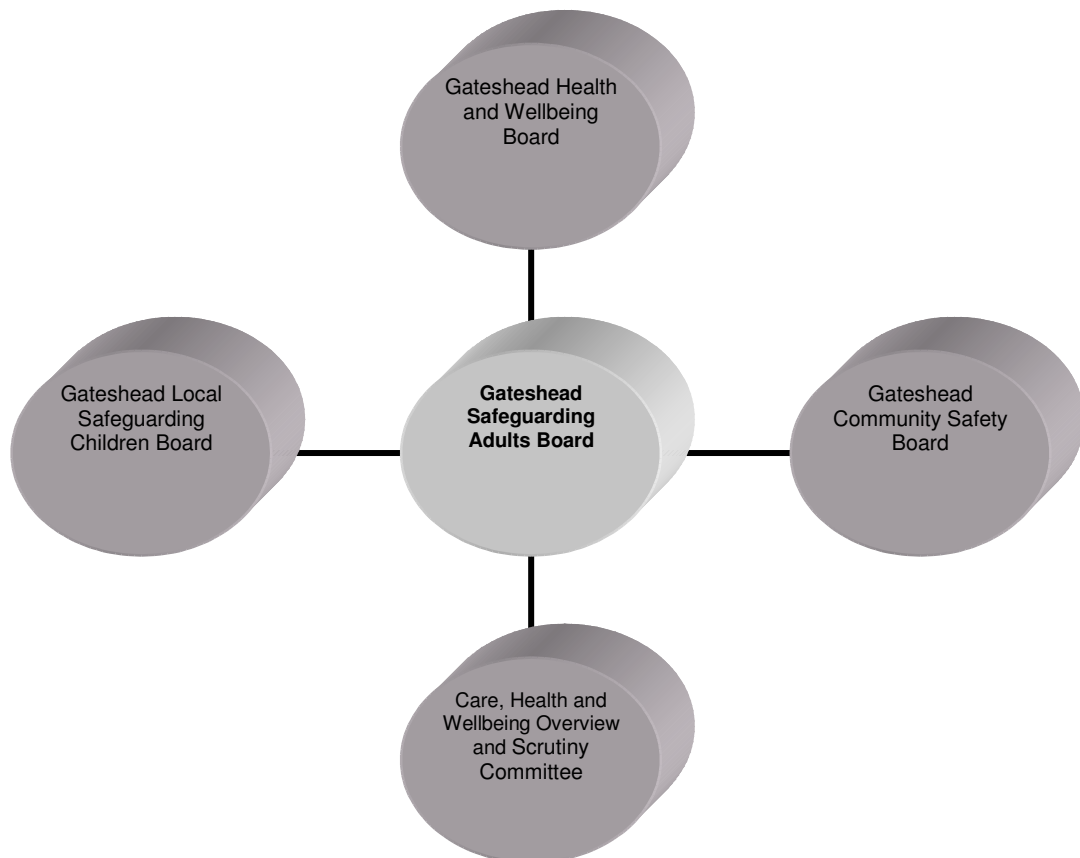 Gateshead Health
and Wellbeing
Board
Gateshead Local
Safeguarding
Children Board
Gateshead
Safeguarding
Adults Board
Gateshead
Community Safety
Board
Care, Health and
Wellbeing Overview
and Scrutiny
Committee